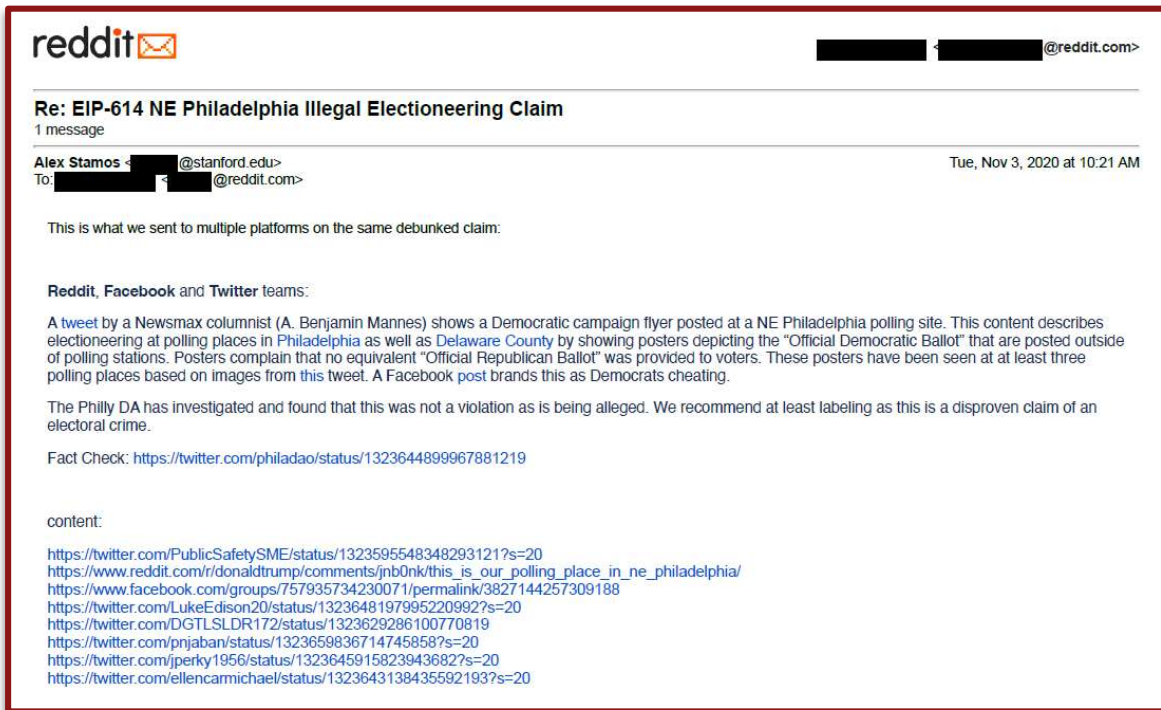 reddit
< @reddit.com>
Re: EIP-614 NE Philadelphia Illegal Electioneering Claim
1 message
Alex Stamos < @stanford.edu> Tue, Nov 3, 2020 at 10:21 AM
To: < @reddit.com>
This is what we sent to multiple platforms on the same debunked claim:
Reddit, Facebook and Twitter teams:
A tweet by a Newsmax columnist (A. Benjamin Mannes) shows a Democratic campaign flyer posted at a NE Philadelphia polling site. This content describes
electioneering at polling places in Philadelphia as well as Delaware County by showing posters depicting the “Official Democratic Ballot” that are posted outside
of polling stations. Posters complain that no equivalent “Official Republican Ballot” was provided to voters. These posters have been seen at at least three
polling places based on images from this tweet. A Facebook post brands this as Democrats cheating.
The Philly DA has investigated and found that this was not a violation as is being alleged. We recommend at least labeling as this is a disproven claim of an
electoral crime.
Fact Check: https://twitter.com/philadao/status/1323644899967881219
content:
https://twitter.com/PublicSafetySME/status/1323595548348293121?s=20
https://www.reddit.com/r/donaldtrump/comments/jnb0nk/this_is_our_polling_place_in_ne_philadelphia/
https://www.facebook.com/groups/757935734230071/permalink/3827144257309188
https://twitter.com/LukeEdison20/status/1323648197995220992?s=20
https://twitter.com/DGTLSLDR172/status/1323629286100770819
https://twitter.com/pnjaban/status/1323659836714745858?s=20
https://twitter.com/jperky1956/status/1323645915823943682?s=20
https://twitter.com/ellencarmichael/status/1323643138435592193?s=20